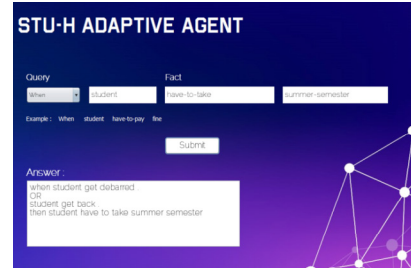 STU-H ADAPTIVE AGENT
Query Fact
When student have-to-take summer-semester
Example : When student have-to-pay fine
Submit
Answer :
when student get debarred
OR
student get back
then student have to take summer semester